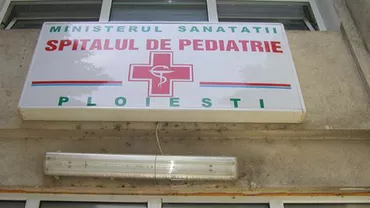 MINISTERUL SANATATII
SPITALUL DE PEDIATRIE
PLOIESTI